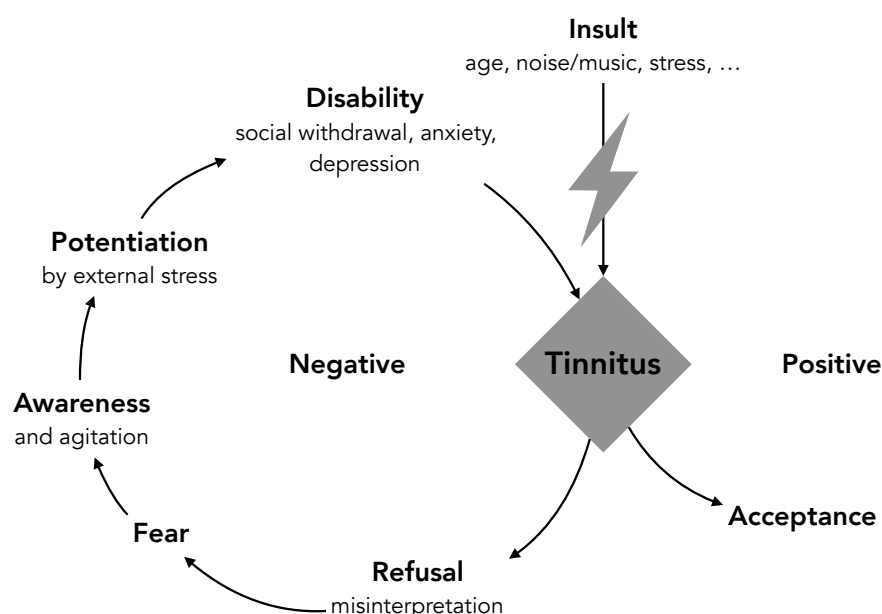 Insult
age, noise/music, stress, …
Disability
social withdrawal, anxiety,
depression
Potentiation
by external stress
Negative
Tinnitus
Positive
Awareness
and agitation
Acceptance
Fear
Refusal
misinterpretation